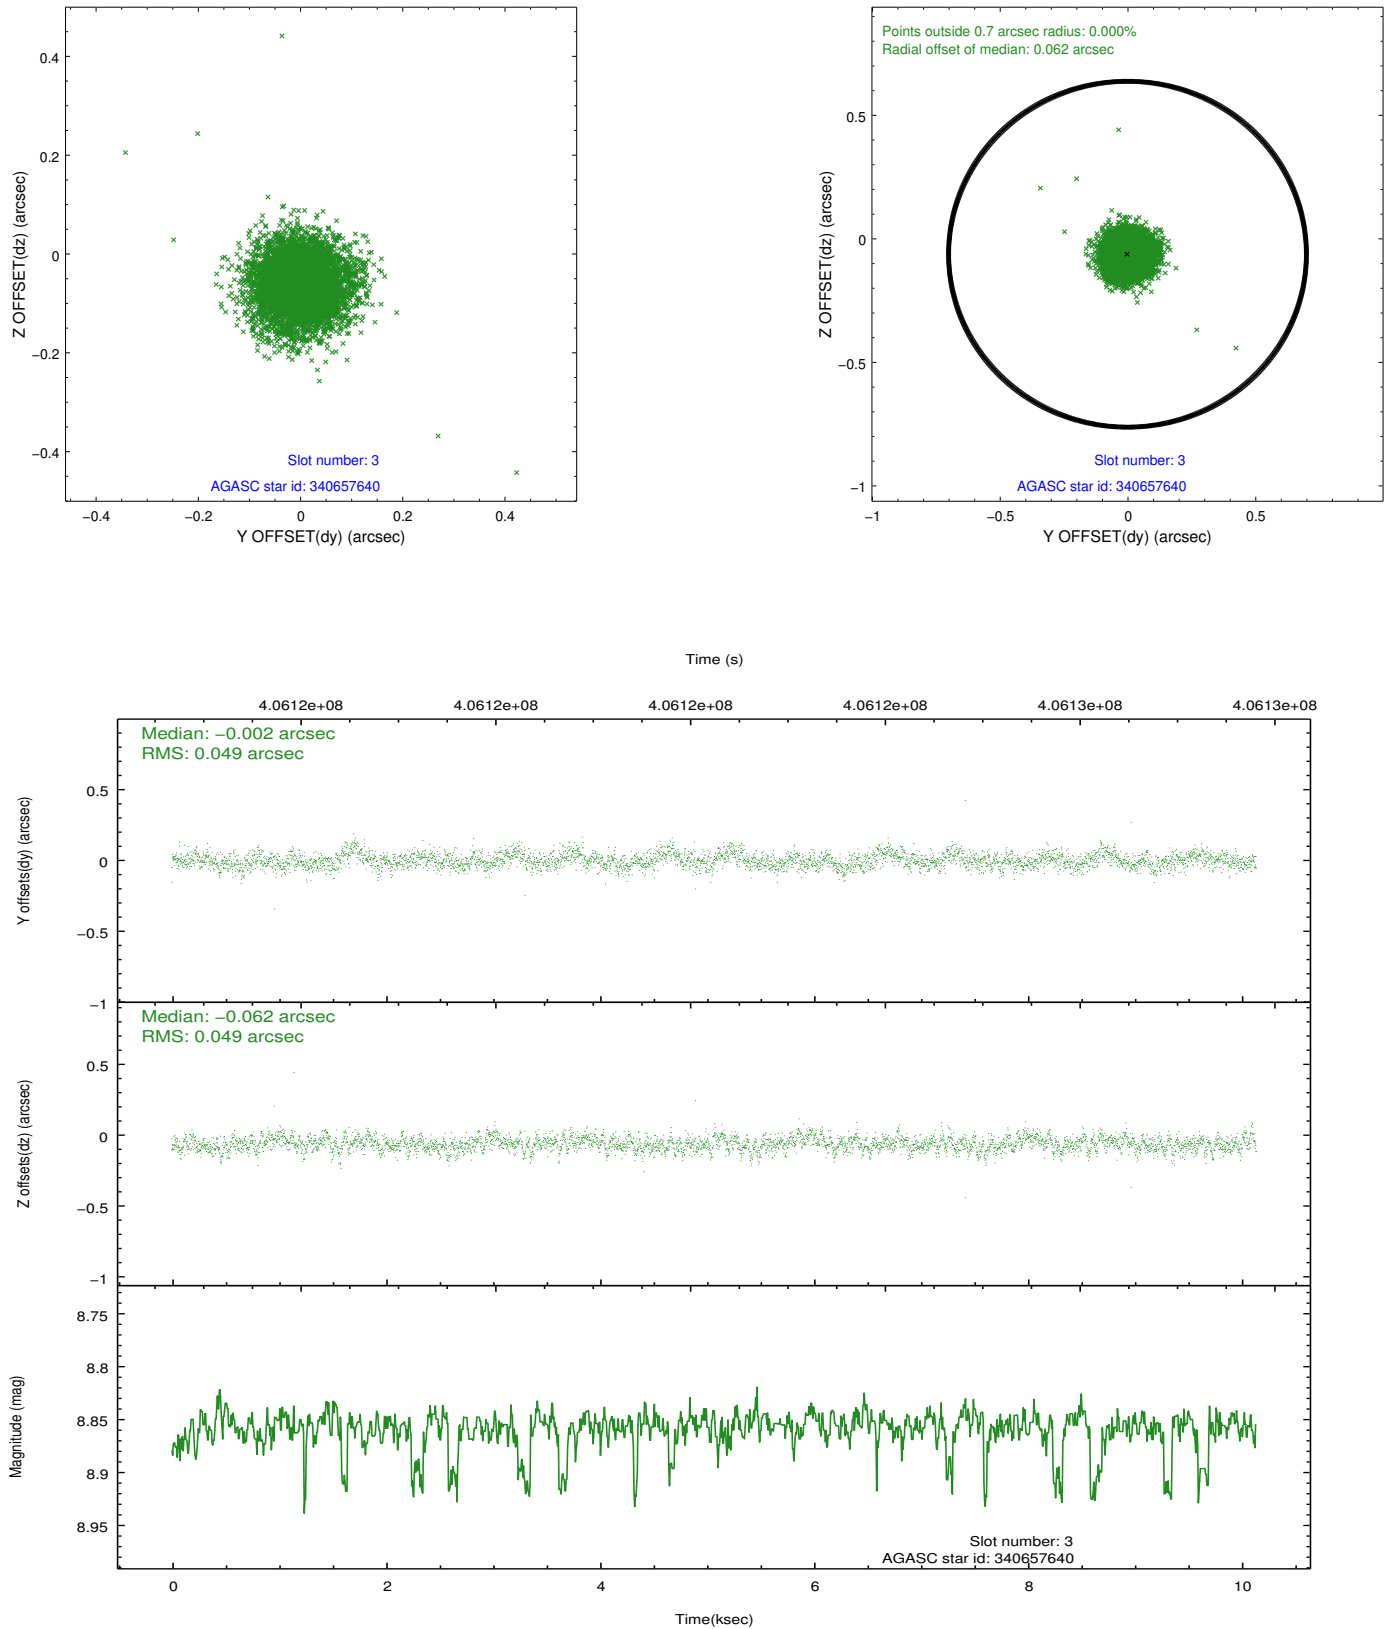 0.4
0.2
0
−0.2
−0.4
Z OFFSET(dz) (arcsec)
Slot number: 3
AGASC star id: 340657640
−0.4 −0.2 0 0.2 0.4
Y OFFSET(dy) (arcsec)
Points outside 0.7 arcsec radius: 0.000%
Radial offset of median: 0.062 arcsec
0.5
0
−0.5
−1
Z OFFSET(dz) (arcsec)
Slot number: 3
AGASC star id: 340657640
−1 −0.5 0 0.5
Y OFFSET(dy) (arcsec)
Time (s)
4.0612e+08 4.0612e+08 4.0612e+08 4.0612e+08 4.0613e+08 4.0613e+08
Median: −0.002 arcsec
RMS: 0.049 arcsec
0.5
0
−0.5
−1
Y offsets(dy) (arcsec)
Median: −0.062 arcsec
RMS: 0.049 arcsec
0.5
0
−0.5
−1
Z offsets(dz) (arcsec)
8.75
8.8
8.85
8.9
8.95
Magnitude (mag)
Slot number: 3
AGASC star id: 340657640
0 2 4 6 8 10
Time(ksec)